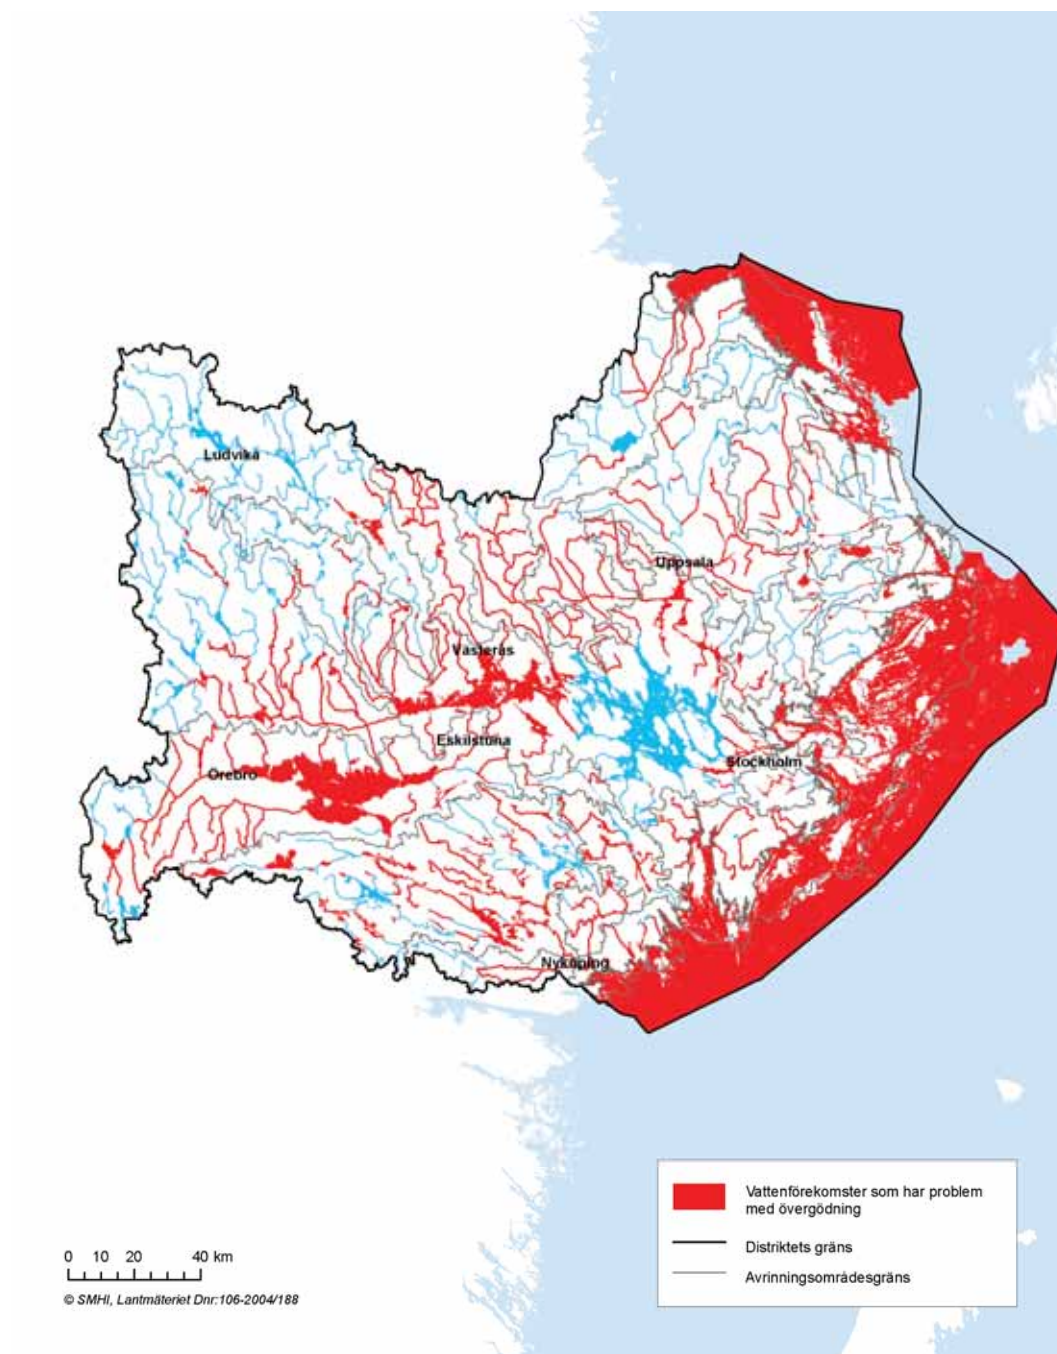 Ludvika
Uppsala
Västerås
Eskilstuna
Örebro
Stockholm
Nyköping
Vattenförekomster som har problem
med övergödning
Distriktets gräns
Avrinningsområdesgräns
0 10 20 40 km
© SMHI, Lantmäteriet Dnr:106-2004/188